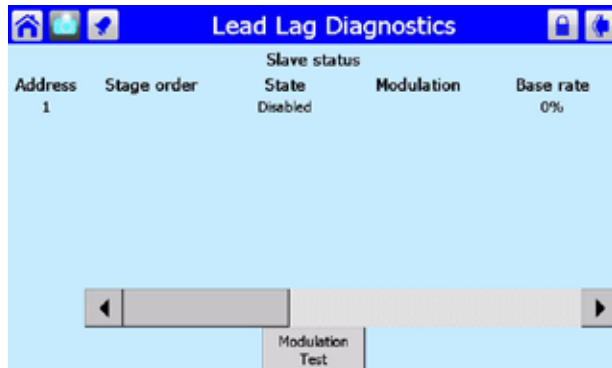 Lead Lag Diagnostics
Slave status
Address Stage order State Modulation Base rate
1 Disabled 0%
Modulation
Test